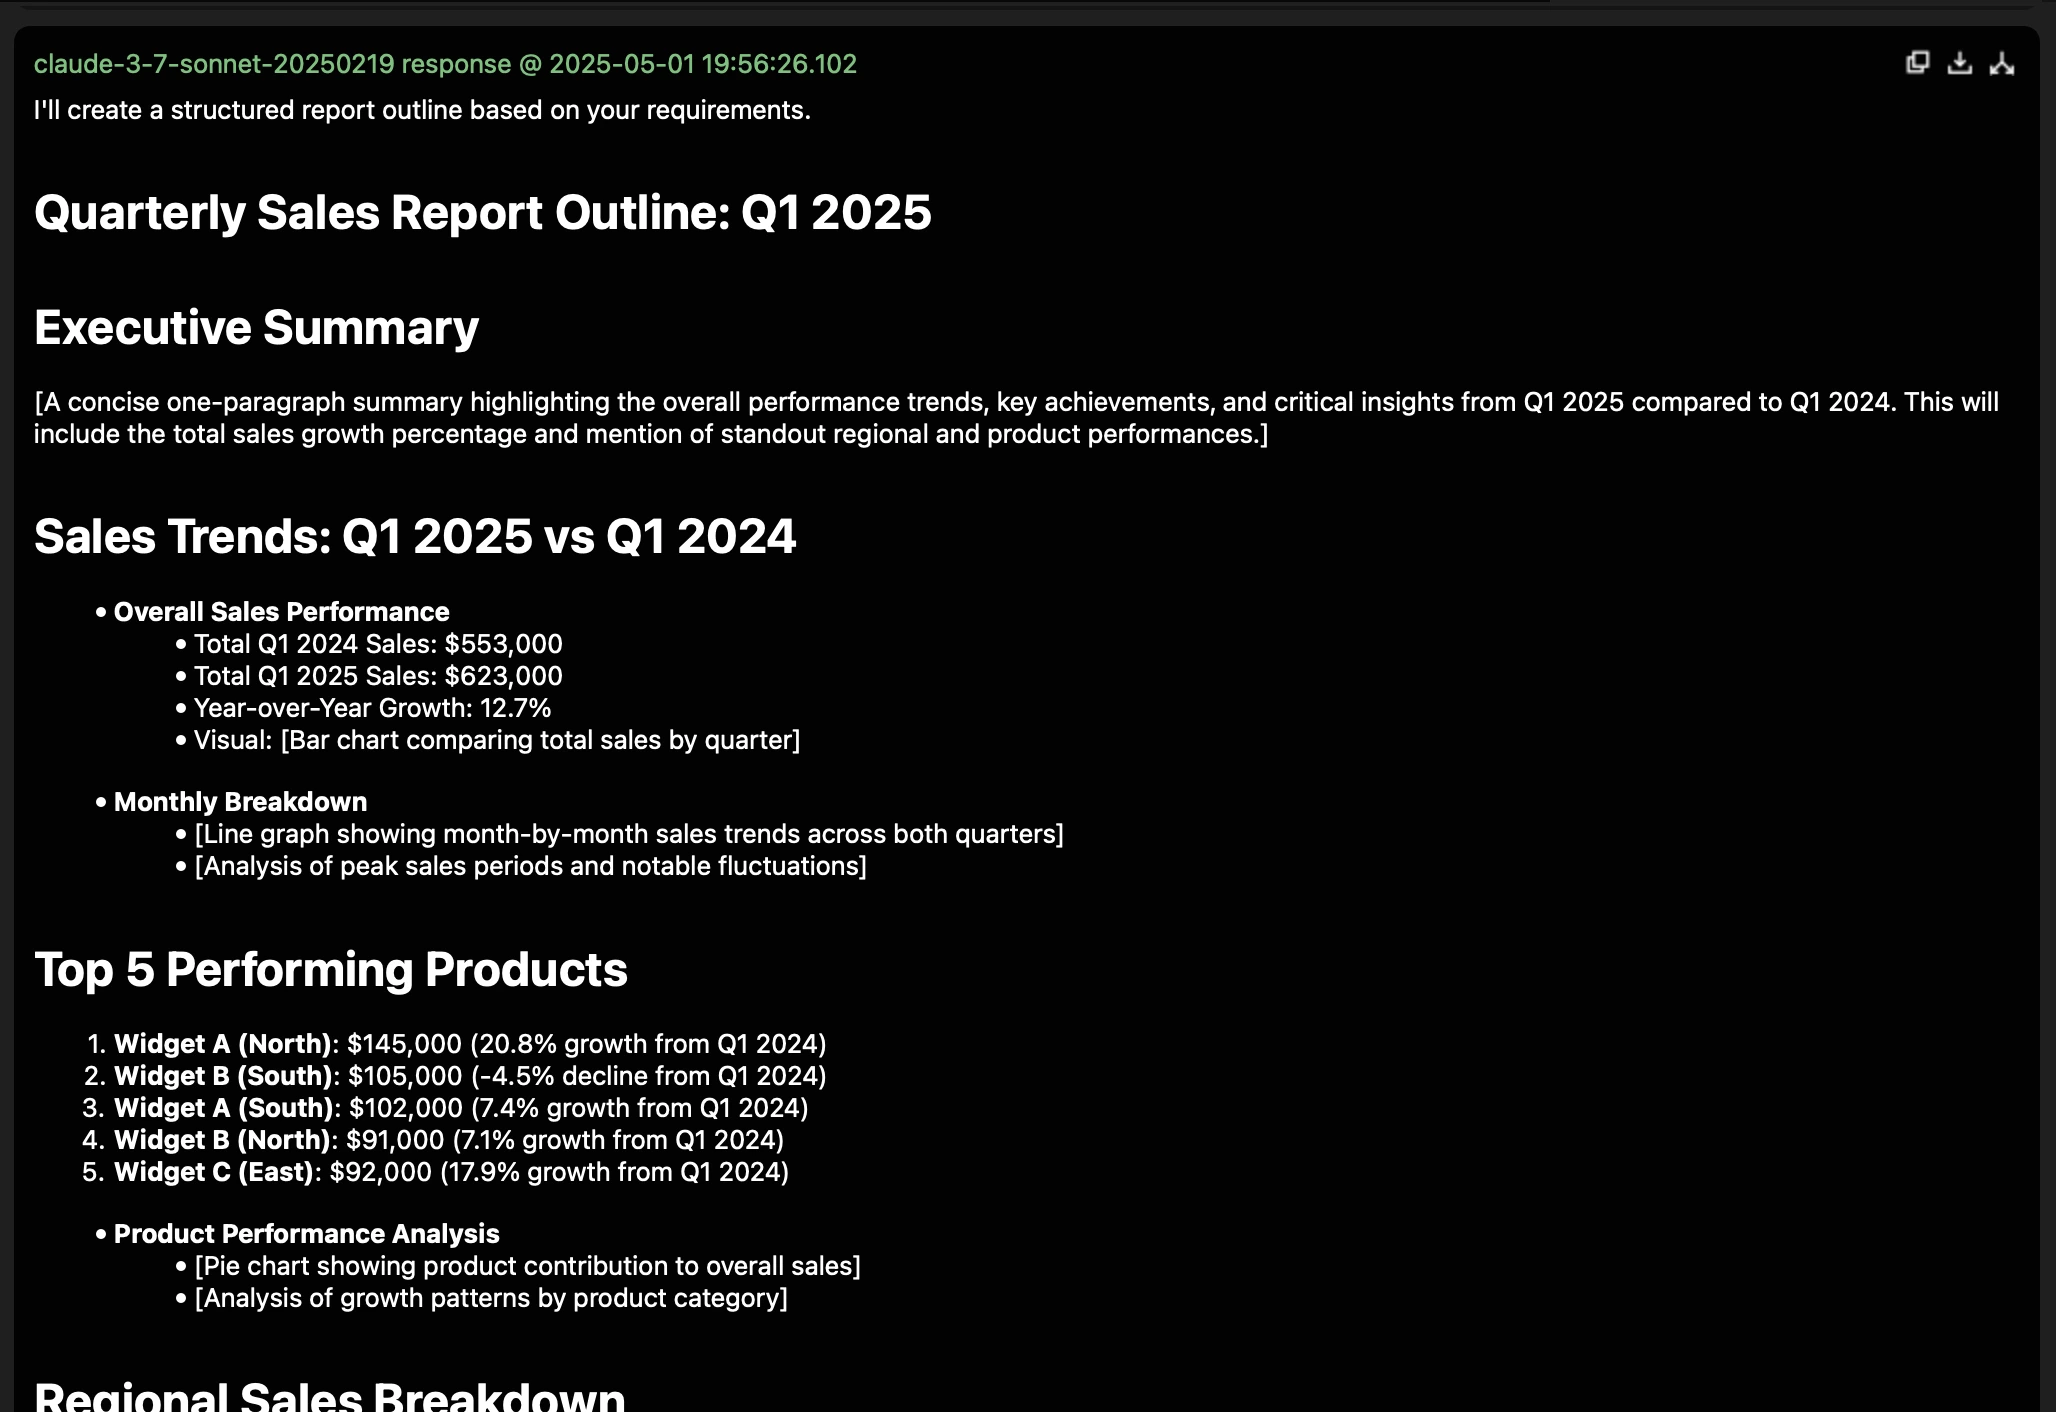 claude-3-7-sonnet-20250219 response @ 2025-05-01 19:56:26.102
I'll create a structured report outline based on your requirements.
Quarterly Sales Report Outline: Q1 2025
Executive Summary
[A concise one-paragraph summary highlighting the overall performance trends, key achievements, and critical insights from Q1 2025 compared to Q1 2024. This will
include the total sales growth percentage and mention of standout regional and product performances.]
Sales Trends: Q1 2025 vs Q1 2024
• Overall Sales Performance
• Total Q1 2024 Sales: $553,000
• Total Q1 2025 Sales: $623,000
• Year-over-Year Growth: 12.7%
• Visual: [Bar chart comparing total sales by quarter]
• Monthly Breakdown
• [Line graph showing month-by-month sales trends across both quarters]
• [Analysis of peak sales periods and notable fluctuations]
Top 5 Performing Products
1. Widget A (North): $145,000 (20.8% growth from Q1 2024)
2. Widget B (South): $105,000 (-4.5% decline from Q1 2024)
3. Widget A (South): $102,000 (7.4% growth from Q1 2024)
4. Widget B (North): $91,000 (7.1% growth from Q1 2024)
5. Widget C (East): $92,000 (17.9% growth from Q1 2024)
• Product Performance Analysis
• [Pie chart showing product contribution to overall sales]
• [Analysis of growth patterns by product category]
Regional Sales Breakdown